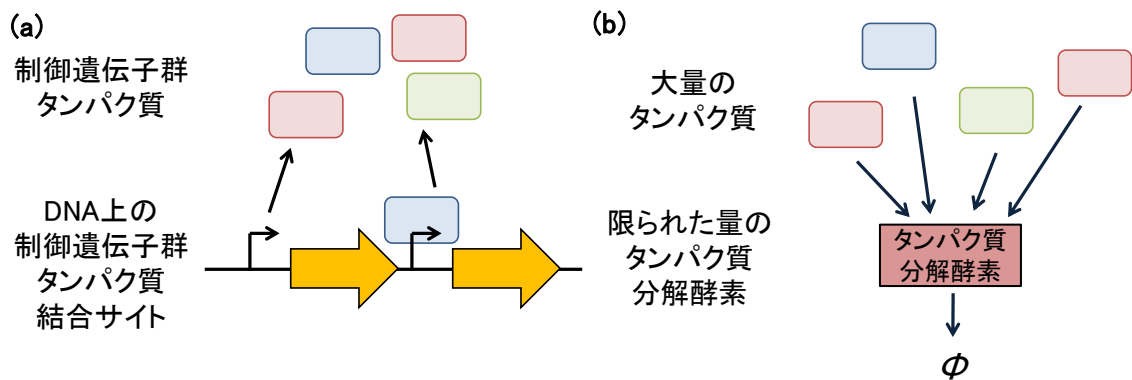 (a)
制御遺伝子群
タンパク質
DNA上の
制御遺伝子群
タンパク質
結合サイト
(b)
大量の
タンパク質
限られた量の
タンパク質
分解酵素
タンパク質
分解酵素
Φ